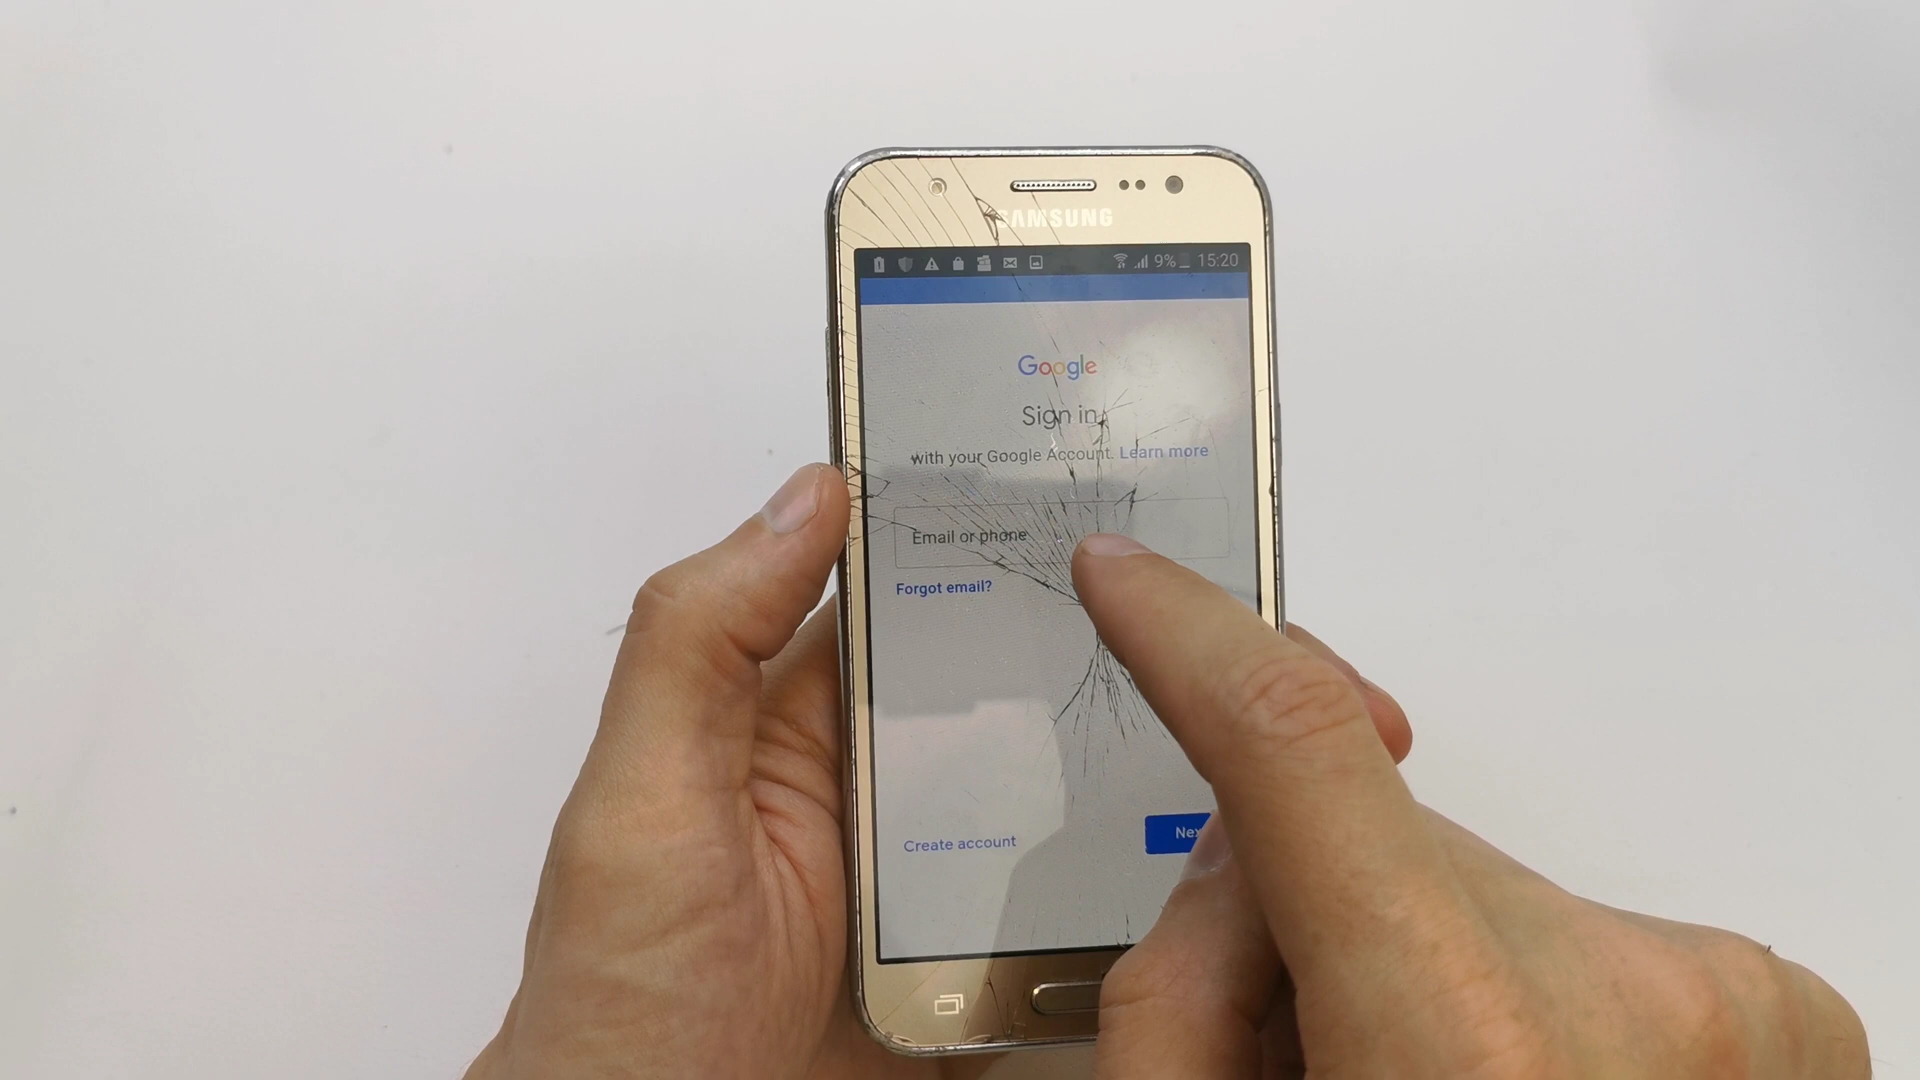 SAMSUNG
9% 15:20
Google
Sign in
with your Google Account. Learn more
Email or phone
Forgot email?
Create account
Nex